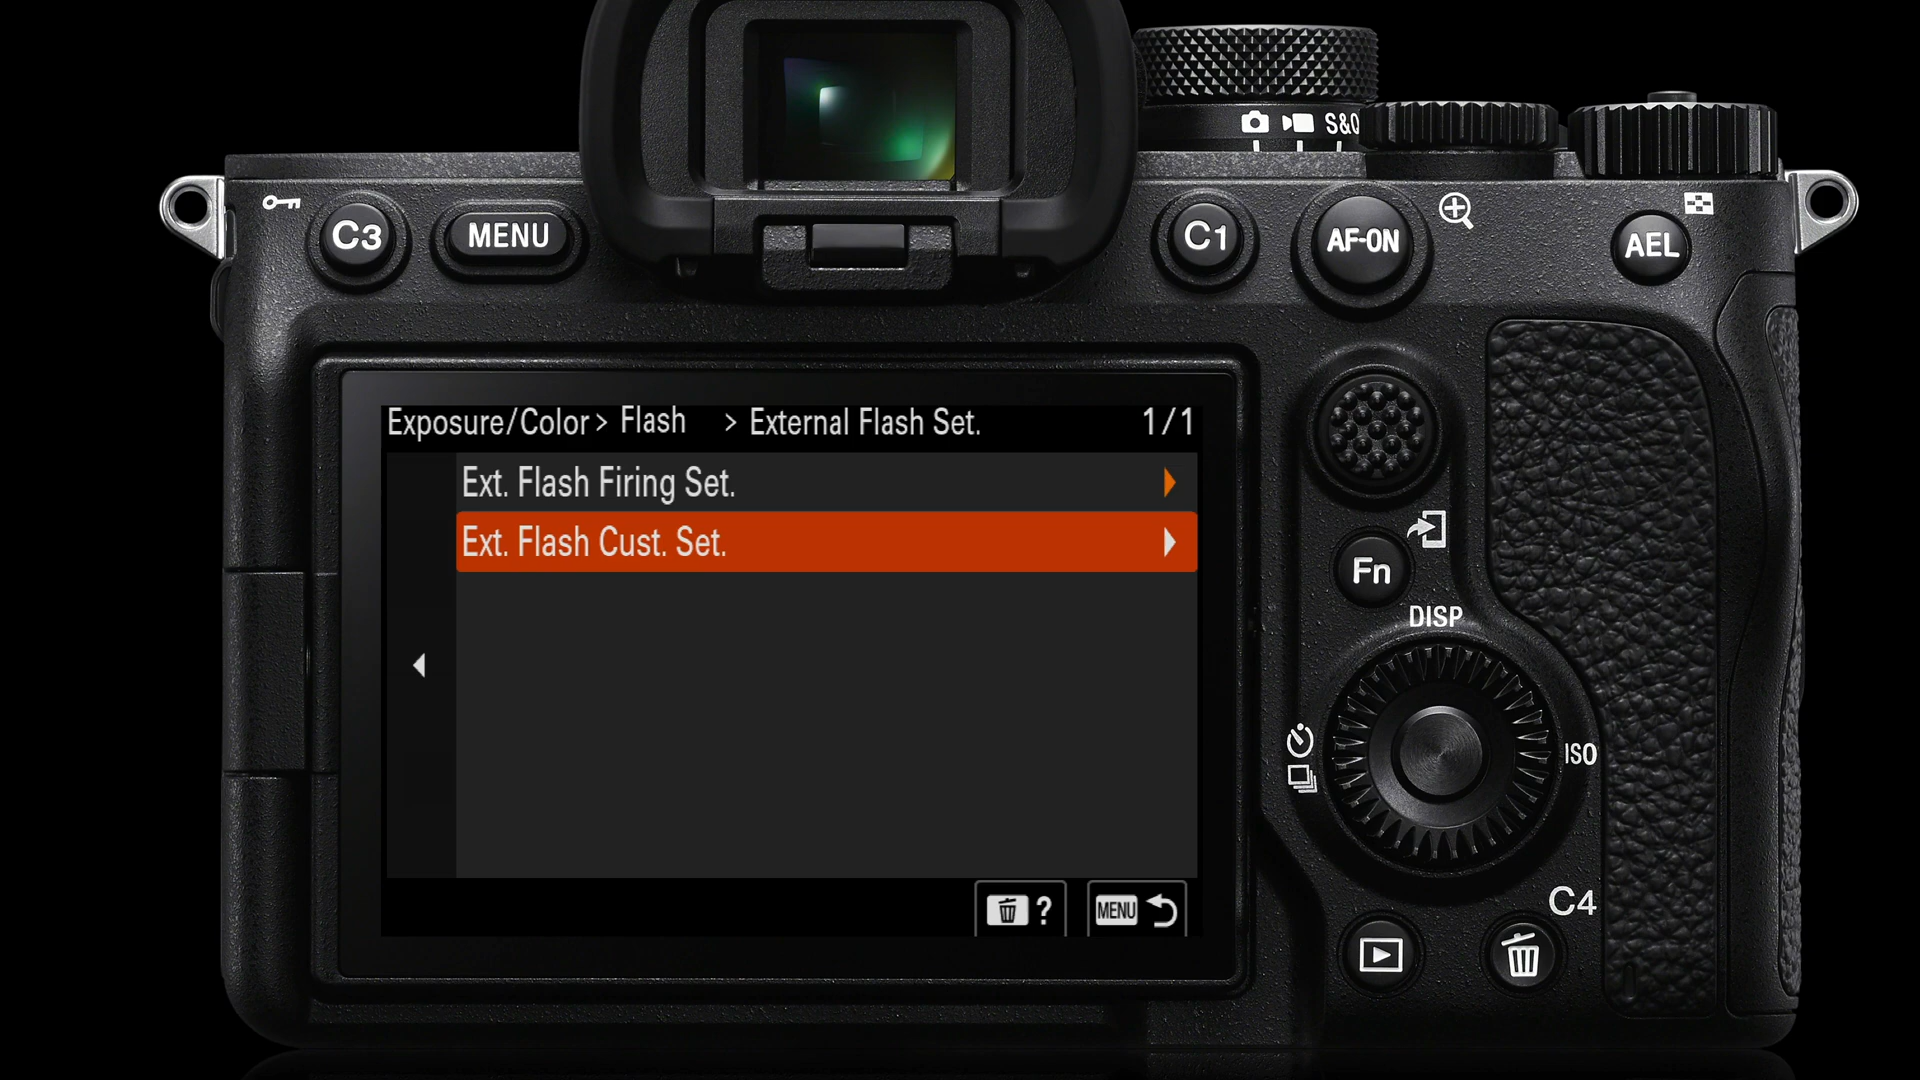 S&Q
C3
MENU
C1
AF-ON
AEL
Exposure/Color > Flash > External Flash Set. 1/1
Ext. Flash Firing Set.
Ext. Flash Cust. Set.
Fn
DISP
ISO
C4
? MENU